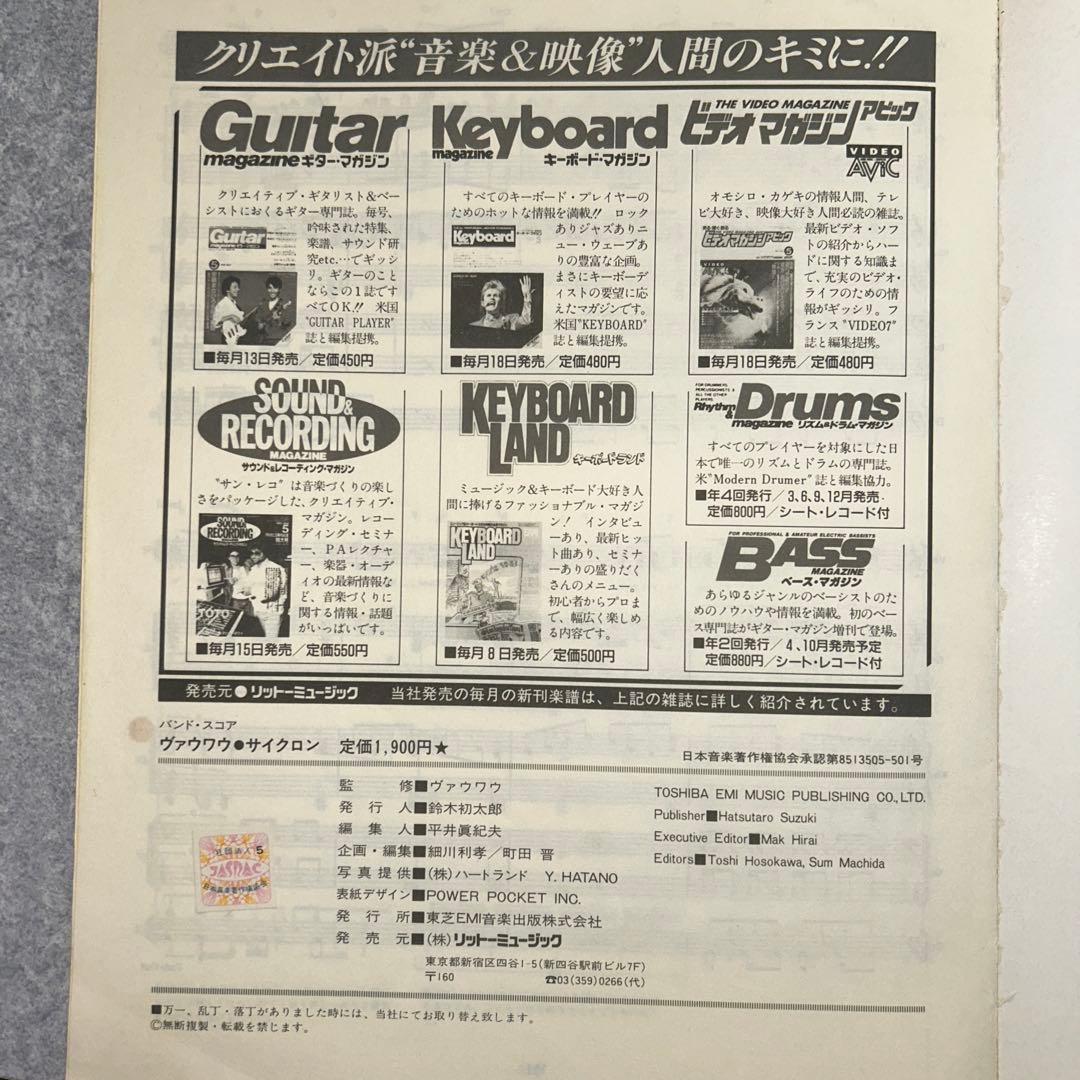 クリエイト派“音楽&映像”人間のキミに!!
Guitar
magazine ギター・マガジン
クリエイティブ・ギタリスト&ベー
シストにおくるギター専門誌。毎号、
吟味された特集、
楽譜、サウンド研
究etc.…でギッシ
リ。ギターのこと
ならこの1誌です
べてOK!! 米国
"GUITAR PLAYER"
誌と編集提携。
Guitar
■毎月13日発売/定価450円
Keyboard
magazine キーボード・マガジン
すべてのキーボード・プレイヤーの
ためのホットな情報を満載!! ロック
ありジャズありニ
ュー・ウェーブあ
りの豊富な企画。
まさにキーボーデ
ィストの要望に応
えたマガジンです。
米国"KEYBOARD"
誌と編集提携。
Keyboard
■毎月18日発売/定価480円
THE VIDEO MAGAZINE
ビデオマガジンアビック
VIDEO
AViC
オモシロ・カゲキの情報人間、テレ
ビ大好き、映像大好き人間必読の雑誌。
最新ビデオ・ソフ
トの紹介からハー
ドに関する知識ま
で、充実のビデオ・
ライフのための情
報がギッシリ。フ
ランス"VIDEO7"
誌と編集提携。
ビデオマガジンアビック
■毎月18日発売/定価480円
SOUND&
RECORDING
MAGAZINE
サウンド&レコーディング・マガジン
"サン・レコ"は音楽づくりの楽し
さをパッケージした、クリエイティブ・
マガジン。レコー
ディング・セミナ
ー、PAレクチャ
ー、楽器・オーデ
ィオの最新情報な
ど、音楽づくりに
関する情報・話題
がいっぱいです。
SOUND&
RECORDING
5
TOTO
■毎月15日発売/定価550円
KEYBOARD
LAND
キーボードランド
ミュージック&キーボード大好き人
間に捧げるファッショナブル・マガジ
ン! インタビュ
ーあり、最新ヒッ
ト曲あり、セミナ
ーありの盛りだく
さんのメニュー。
初心者からプロま
で、幅広く楽しめ
る内容です。
KEYBOARD
LAND
■毎月8日発売/定価500円
FOR DRUMMERS,
PERCUSSIONISTS &
ALL THE OTHER
PLAYERS
Rhythm & Drums
magazine リズム&ドラム・マガジン
すべてのプレイヤーを対象にした日
本で唯一のリズムとドラムの専門誌。
米"Modern Drumer"誌と編集協力。
■年4回発行/3、6、9、12月発売・
定価800円/シート・レコード付
FOR PROFESSIONAL & AMATEUR ELECTRIC BASSISTS
BASS
MAGAZINE
ベース・マガジン
あらゆるジャンルのベーシストのた
めのノウハウや情報を満載。初のベー
ス専門誌がギター・マガジン増刊で登場。
■年2回発行/4、10月発売予定
定価880円/シート・レコード付
発売元●リットーミュージック 当社発売の毎月の新刊楽譜は、上記の雑誌に詳しく紹介されています。
バンド・スコア
ヴァウワウ●サイクロン 定価1,900円★
日本音楽著作権協会承認第8513505-501号
監修■ヴァウワウ
発行人■鈴木初太郎
編集人■平井眞紀夫
企画・編集■細川利孝/町田 晋
写真提供■(株)ハートランド Y. HATANO
表紙デザイン■POWER POCKET INC.
発行所■東芝EMI音楽出版株式会社
発売元■(株)リットーミュージック
東京都新宿区四谷1-5(新四谷駅前ビル7F)
〒160 ☎03(359)0266(代)
TOSHIBA EMI MUSIC PUBLISHING CO.,LTD.
Publisher■Hatsutaro Suzuki
Executive Editor■Mak Hirai
Editors■Toshi Hosokawa, Sum Machida
社団法人 5
JASRAC
日本音楽著作権協会
■万一、乱丁・落丁がありました時には、当社にてお取り替え致します。
©無断複製・転載を禁じます。